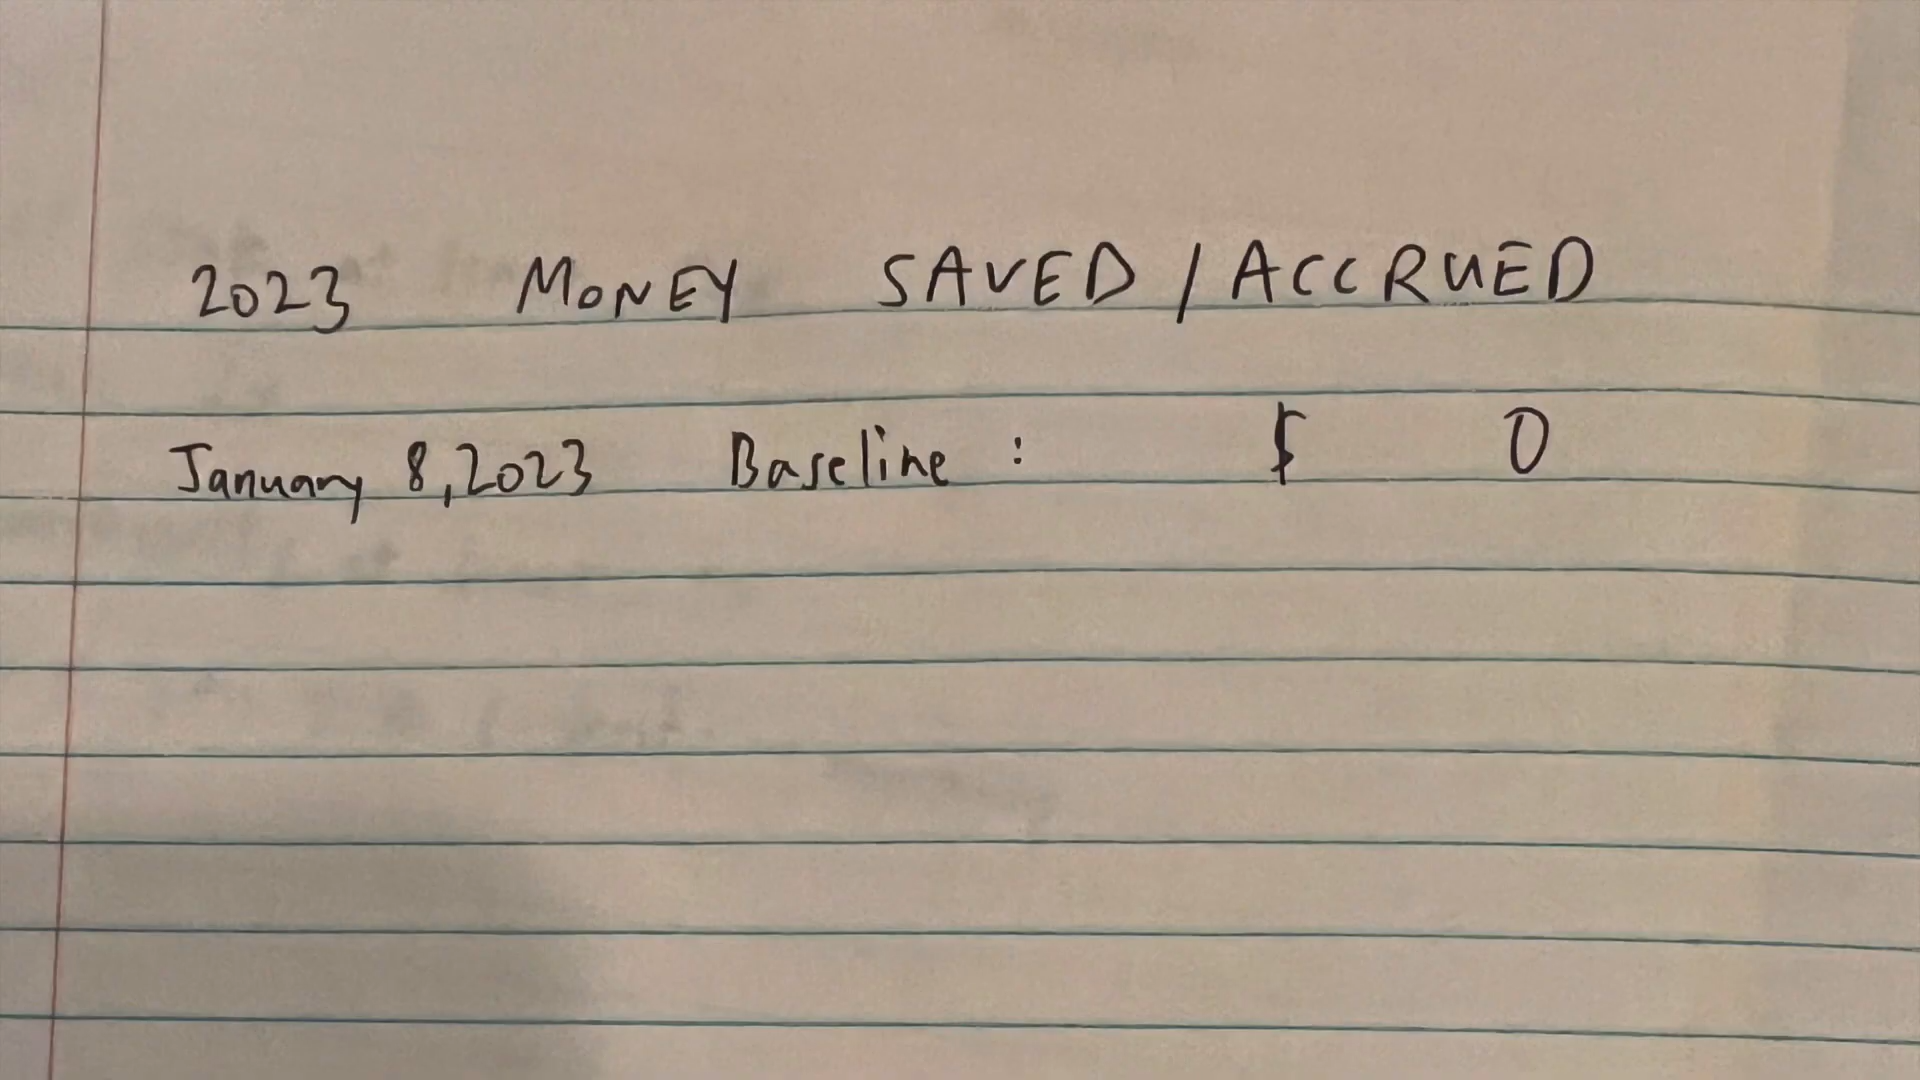 2023 MONEY SAVED / ACCRUED
January 8, 2023 Baseline : $ 0